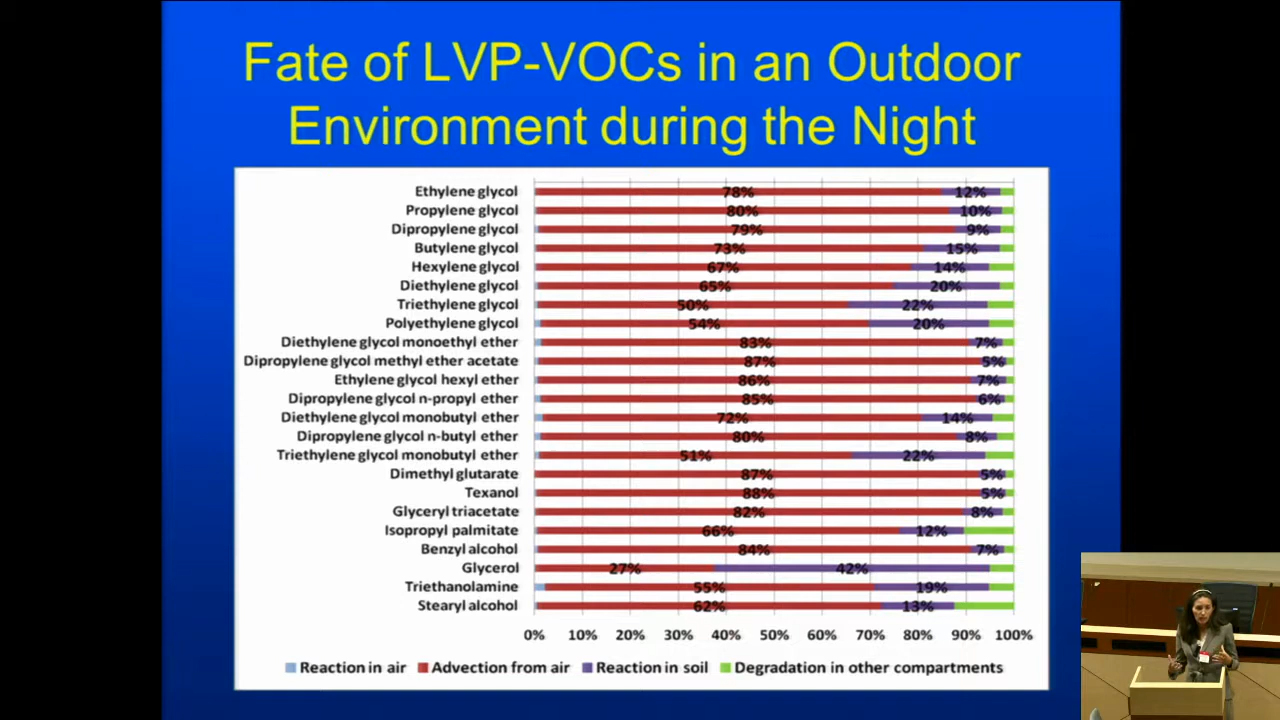 Fate of LVP-VOCs in an Outdoor
Environment during the Night
Ethylene glycol 78% 12%
Propylene glycol 80% 10%
Dipropylene glycol 79% 9%
Butylene glycol 73% 15%
Hexylene glycol 67% 14%
Diethylene glycol 65% 20%
Triethylene glycol 50% 22%
Polyethylene glycol 54% 20%
Diethylene glycol monoethyl ether 83% 7%
Dipropylene glycol methyl ether acetate 87% 5%
Ethylene glycol hexyl ether 86% 7%
Dipropylene glycol n-propyl ether 85% 6%
Diethylene glycol monobutyl ether 72% 14%
Dipropylene glycol n-butyl ether 80% 8%
Triethylene glycol monobutyl ether 51% 22%
Dimethyl glutarate 87% 5%
Texanol 88% 5%
Glyceryl triacetate 82% 8%
Isopropyl palmitate 66% 12%
Benzyl alcohol 84% 7%
Glycerol 27% 42%
Triethanolamine 55% 19%
Stearyl alcohol 62% 13%
0% 10% 20% 30% 40% 50% 60% 70% 80% 90% 100%
Reaction in air Advection from air Reaction in soil Degradation in other compartments